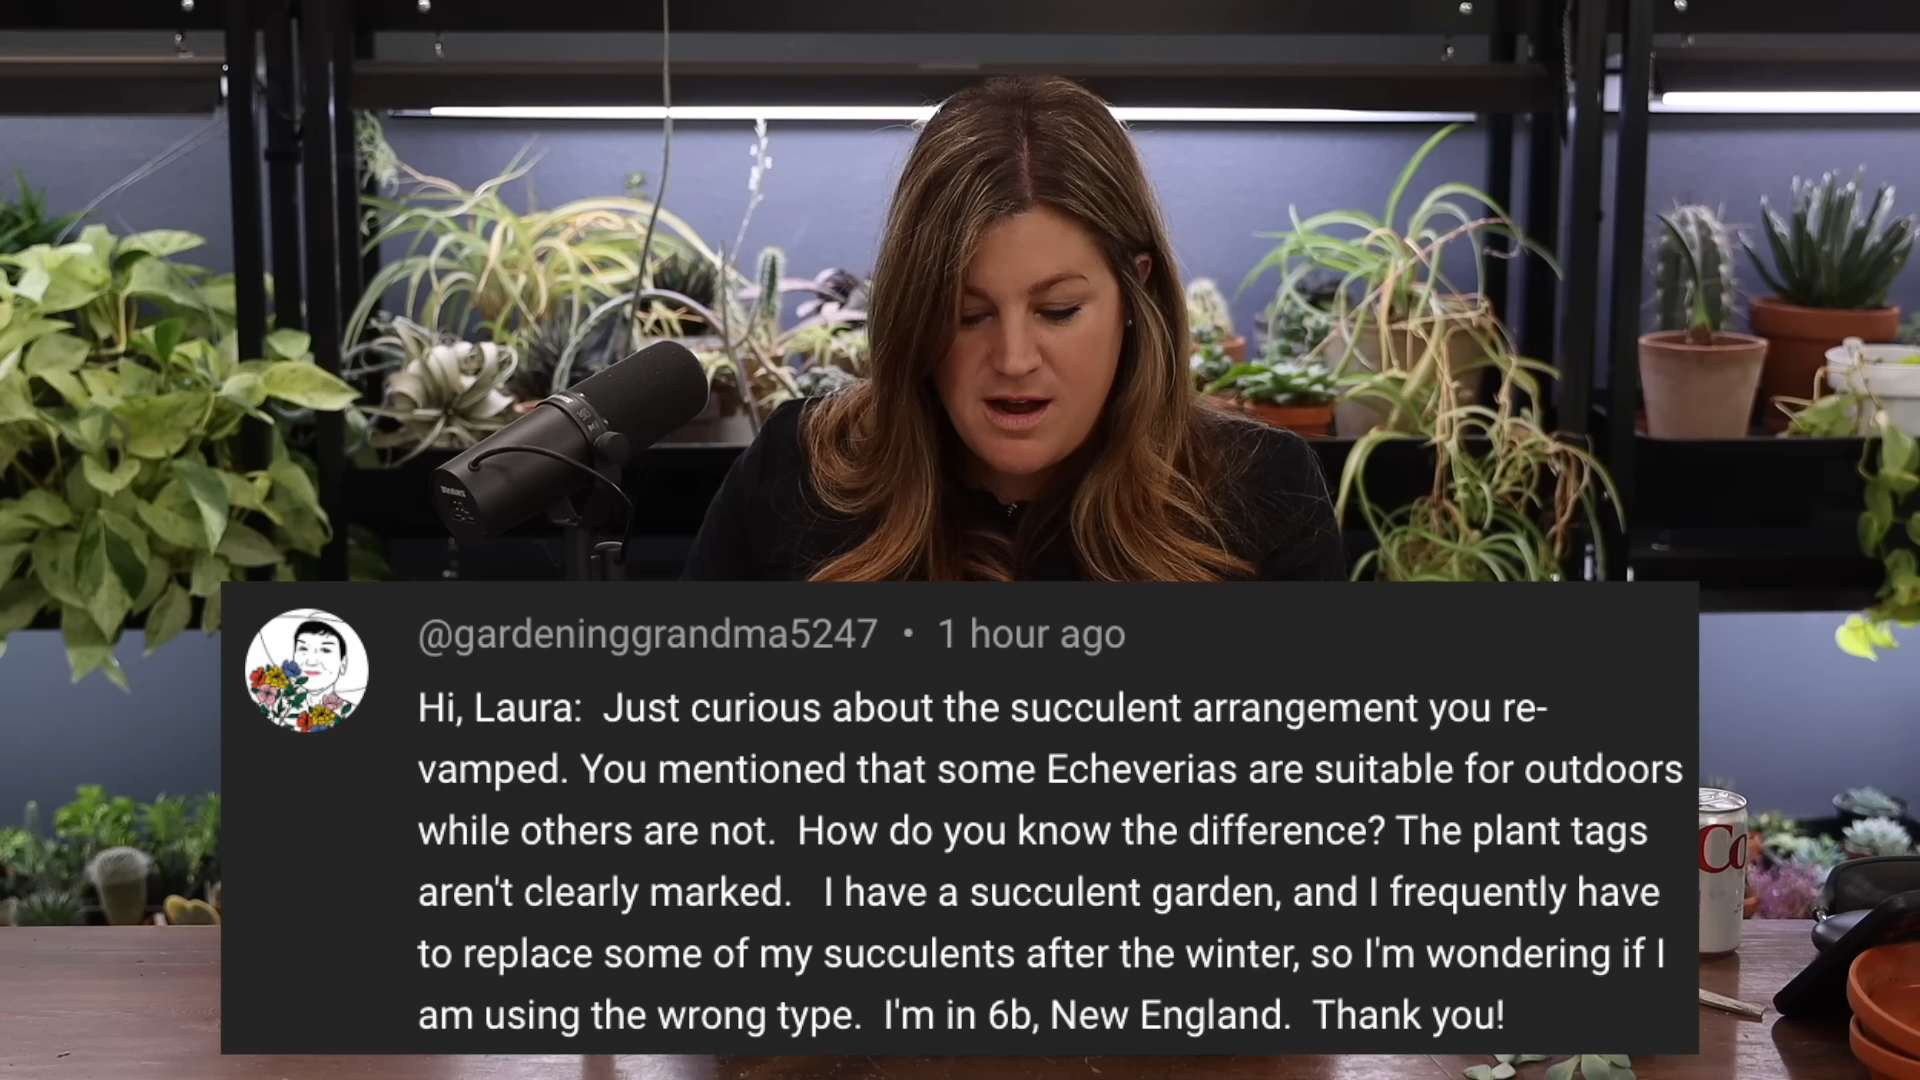 @gardeninggrandma5247 • 1 hour ago
Hi, Laura:  Just curious about the succulent arrangement you re-
vamped. You mentioned that some Echeverias are suitable for outdoors
while others are not.  How do you know the difference? The plant tags
aren't clearly marked.   I have a succulent garden, and I frequently have
to replace some of my succulents after the winter, so I'm wondering if I
am using the wrong type.  I'm in 6b, New England.  Thank you!
Co